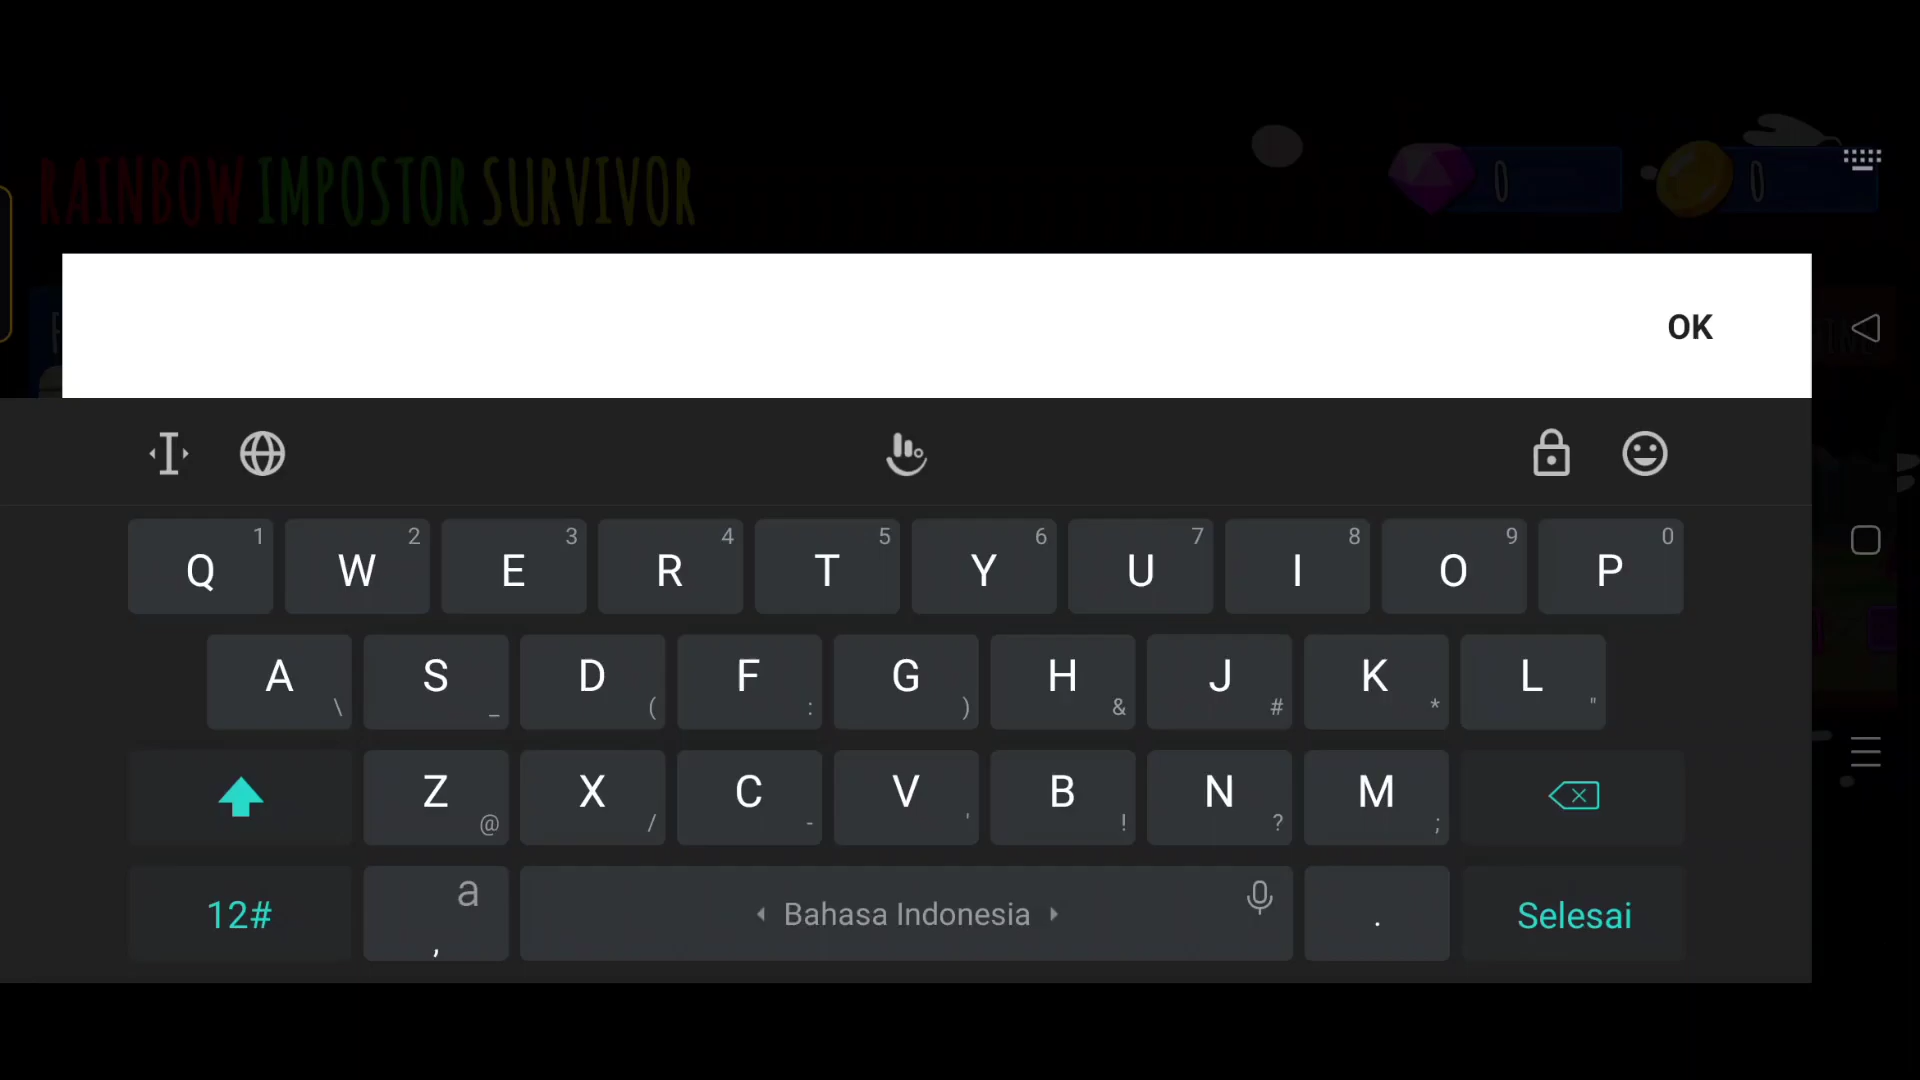 RAINBOW IMPOSTOR SURVIVOR
0 0
OK
1 2 3 4 5 6 7 8 9 0
Q W E R T Y U I O P
A S D F G H J K L
\ _ ( : ) & # * "
Z X C V B N M
@ / - ' ! ? ;
12# a , Bahasa Indonesia . Selesai